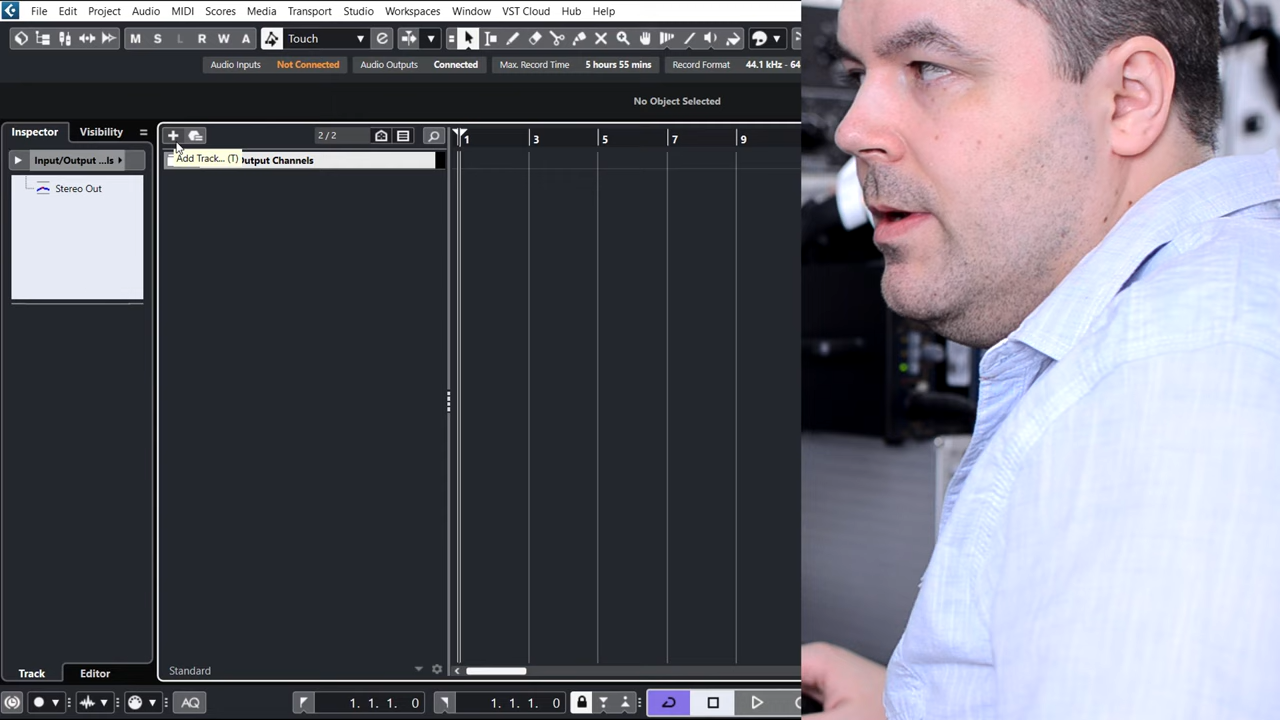 File Edit Project Audio MIDI Scores Media Transport Studio Workspaces Window VST Cloud Hub Help
M S L R W A Touch
Audio Inputs Not Connected Audio Outputs Connected Max. Record Time 5 hours 55 mins Record Format 44.1 kHz - 64
No Object Selected
Inspector Visibility 2 / 2 1 3 5 7 9
Input/Output ...ls Add Track... (T) Output Channels
Stereo Out
Standard
Track Editor
AQ 1. 1. 1. 0 1. 1. 1. 0